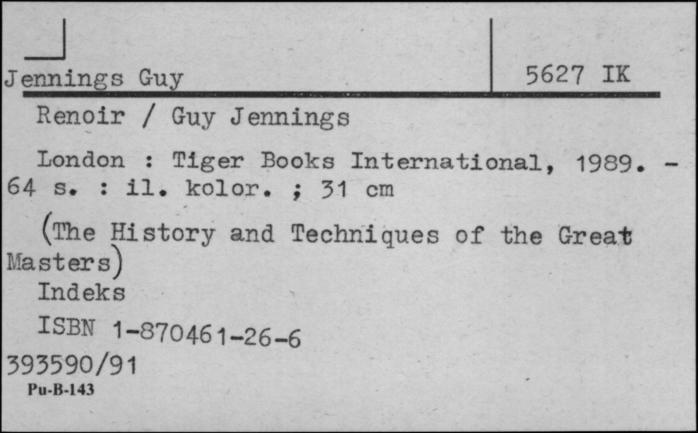 Jennings Guy
5627 IK
Renoir / Guy Jennings
London : Tiger Books International, 1989. -
64 s. : il. kolor. ; 31 cm
(The History and Techniques of the Great
Masters)
Indeks
ISBN 1-870461-26-6
393590/91
Pu-B-143